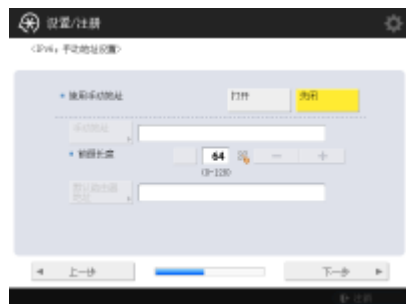 设置/注册
<IPv6: 手动地址设置>
使用手动地址
打开
关闭
手动地址
前缀长度
64
(0-128)
默认路由器
地址
上一步
下一步
注册